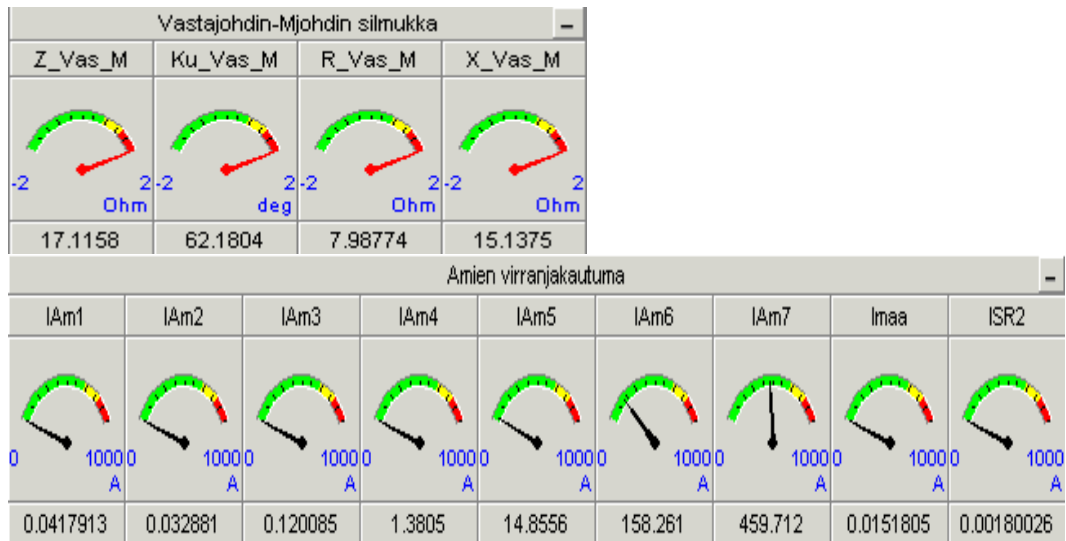 Vastajohdin-Mjohdin silmukka
Z_Vas_M Ku_Vas_M R_Vas_M X_Vas_M
-2 2 -2 2 -2 2 -2 2
Ohm deg Ohm Ohm
17.1158 62.1804 7.98774 15.1375
Amien virranjakautuma
IAm1 IAm2 IAm3 IAm4 IAm5 IAm6 IAm7 Imaa ISR2
0 1000 0 1000 0 1000 0 1000 0 1000 0 1000 0 1000 0 1000 0 1000
A A A A A A A A A
0.0417913 0.032881 0.120085 1.3805 14.8556 158.261 459.712 0.0151805 0.00180026